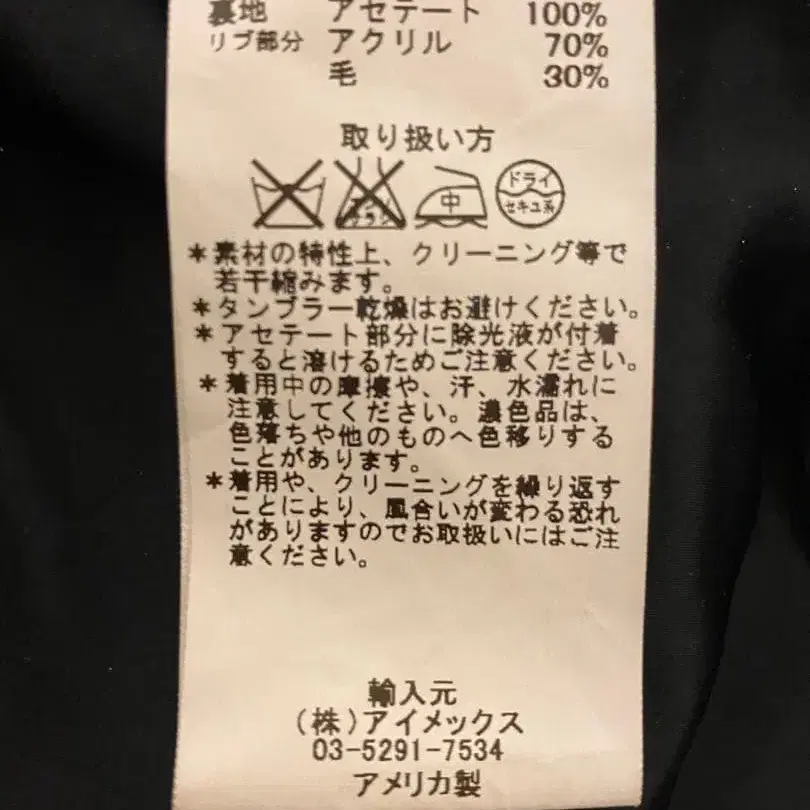 裏地 アセテート 100%
リブ部分 アクリル 70%
毛 30%
取り扱い方
中 ドライ
セキユ系
*素材の特性上、クリーニング等で
若干縮みます。
*タンブラー乾燥はお避けください。
*アセテート部分に除光液が付着
すると溶けるためご注意ください。
*着用中の摩擦や、汗、水濡れに
注意してください。濃色品は、
色落ちや他のものへ色移りする
ことがあります。
*着用や、クリーニングを繰り返す
ことにより、風合いが変わる恐れ
がありますのでお取扱いにはご注
意ください。
輸入元
(株)アイメックス
03-5291-7534
アメリカ製